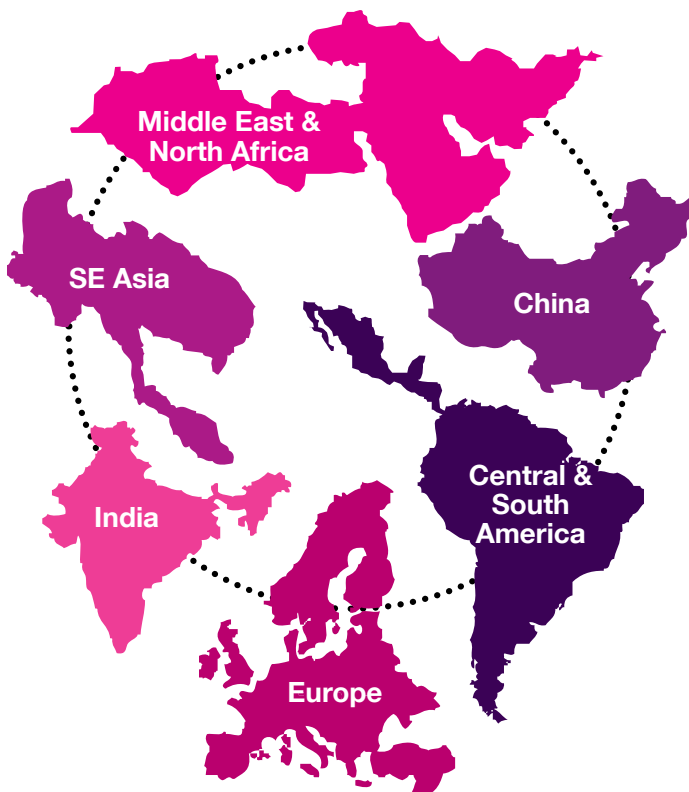 Middle East &
North Africa
SE Asia
China
Central &
South
America
India
Europe